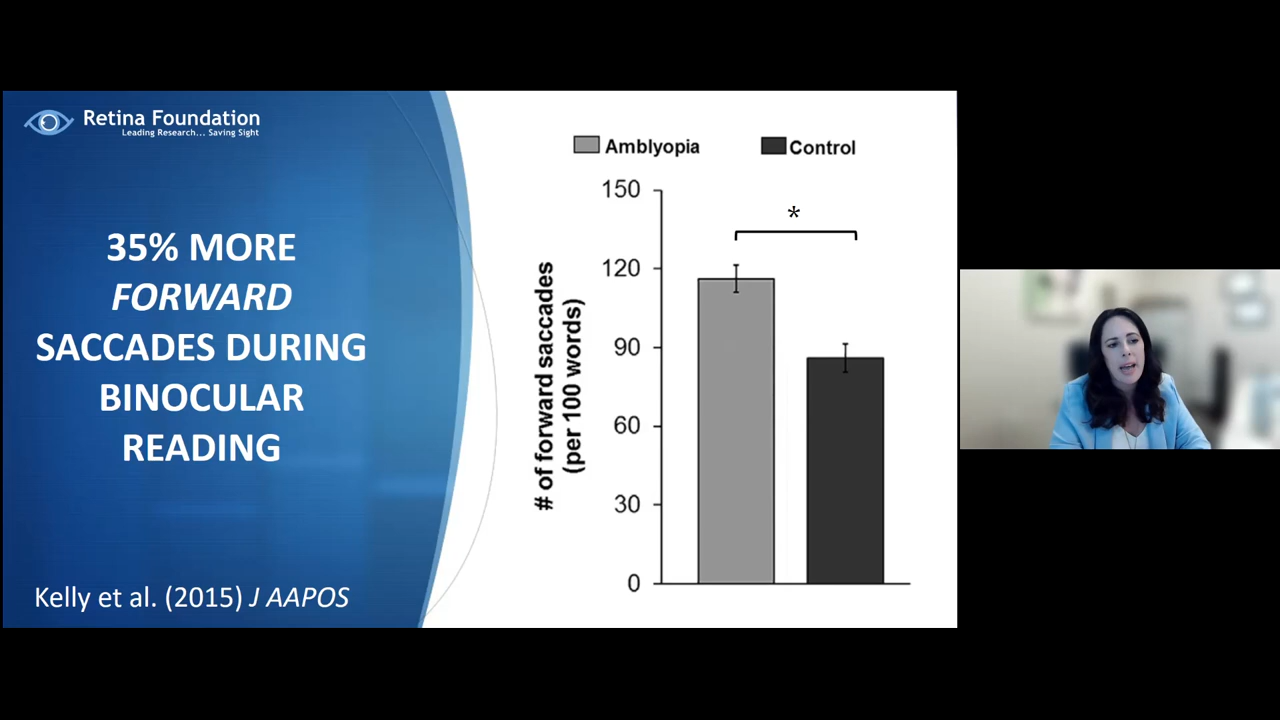 Retina Foundation
Leading Research... Saving Sight
35% MORE
FORWARD
SACCADES DURING
BINOCULAR
READING
Kelly et al. (2015) J AAPOS
Amblyopia
Control
# of forward saccades
(per 100 words)
150
120
90
60
30
0
*